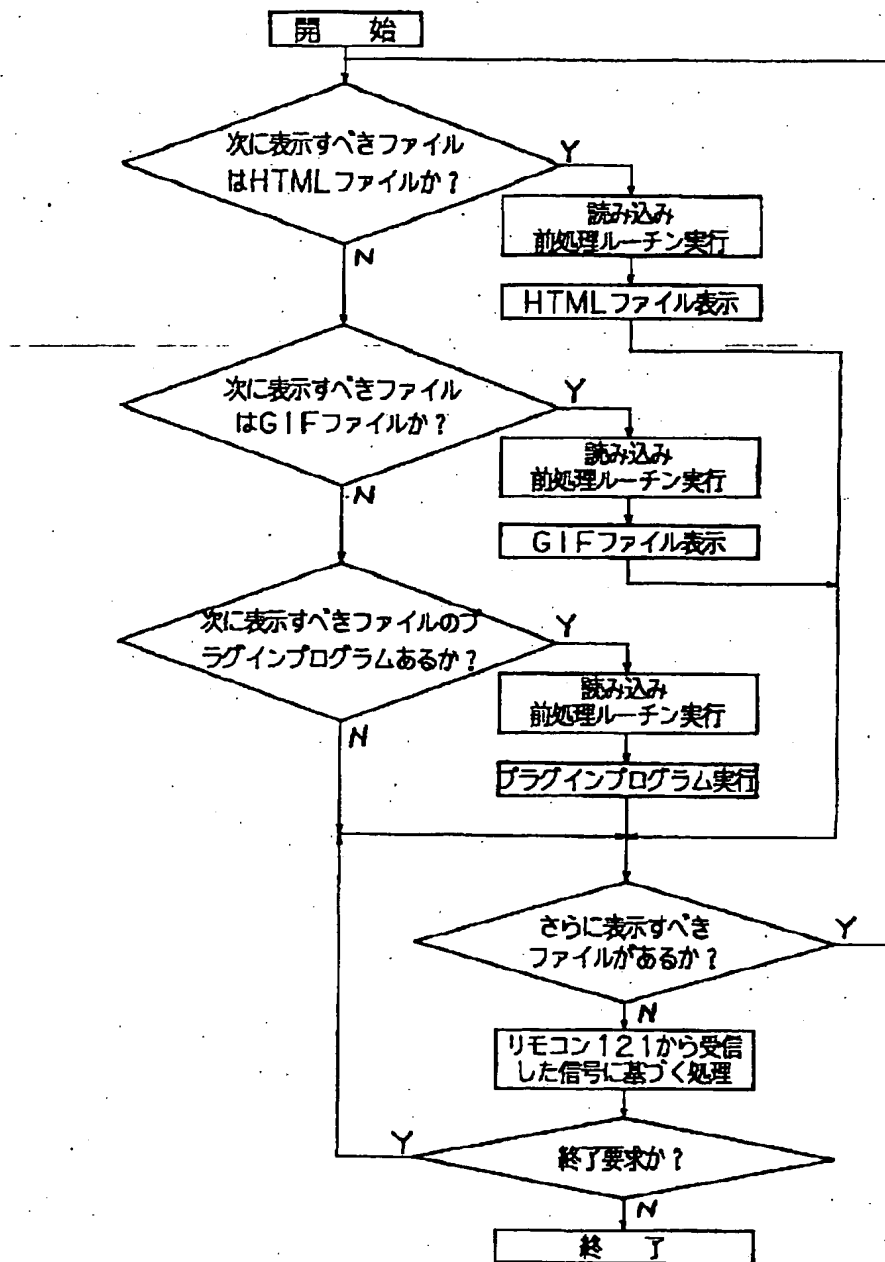 開 始
次に表示すべきファイル
はHTMLファイルか?
Y
読み込み
前処理ルーチン実行
N
HTMLファイル表示
次に表示すべきファイル
はGIFファイルか?
Y
読み込み
前処理ルーチン実行
N
GIFファイル表示
次に表示すべきファイルのプ
ラグインプログラムあるか?
Y
読み込み
前処理ルーチン実行
N
プラグインプログラム実行
さらに表示すべき
ファイルがあるか?
Y
N
リモコン121から受信
した信号に基づく処理
Y
終了要求か?
N
終 了